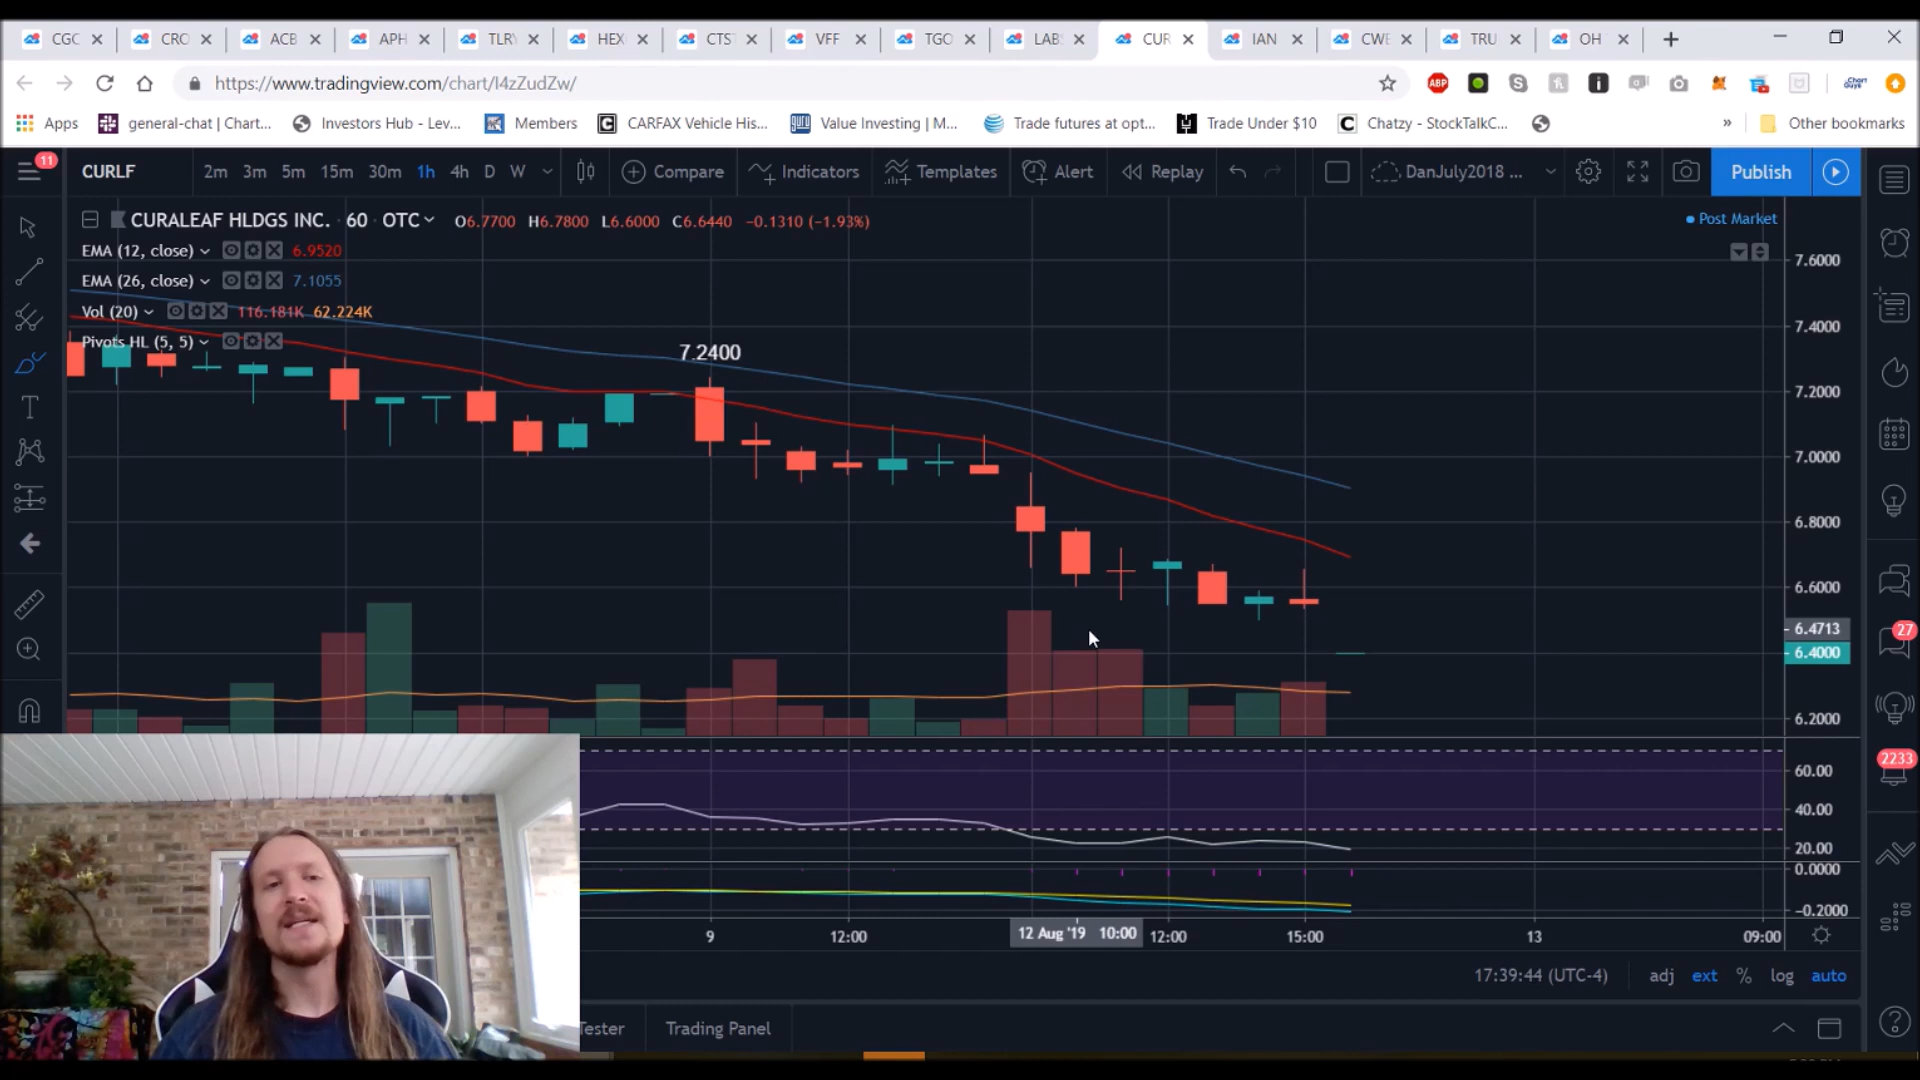 CGC CRO ACB APH TLRY HEX CTST VFF TGO LAB CUR IAN CWE TRU OH
https://www.tradingview.com/chart/I4zZudZw/
ABP
Apps general-chat | Chart... Investors Hub - Lev... Members CARFAX Vehicle His... Value Investing | M... Trade futures at opt... Trade Under $10 Chatzy - StockTalkC... » Other bookmarks
11 CURLF 2m 3m 5m 15m 30m 1h 4h D W Compare Indicators Templates Alert Replay DanJuly2018 ... Publish
CURALEAF HLDGS INC. 60 OTC O6.7700 H6.7800 L6.6000 C6.6440 −0.1310 (−1.93%) Post Market
EMA (12, close) 6.9520
EMA (26, close) 7.1055
Vol (20) 116.181K 62.224K
Pivots HL (5, 5)
7.2400
7.6000
7.4000
7.2000
7.0000
6.8000
6.6000
6.4713
6.4000
6.2000
60.00
40.00
20.00
0.0000
−0.2000
27
2233
9 12:00 12 Aug '19 10:00 12:00 15:00 13 09:00
17:39:44 (UTC-4) adj ext % log auto
Tester Trading Panel